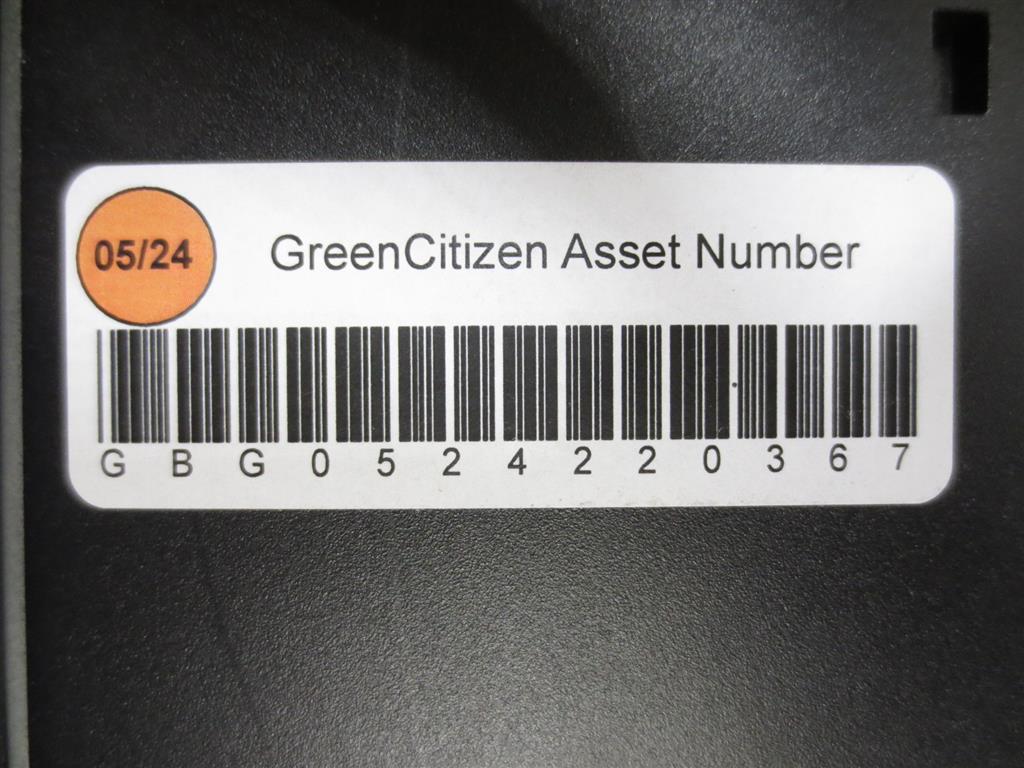 05/24
GreenCitizen Asset Number
G B G 0 5 2 4 2 2 0 3 6 7